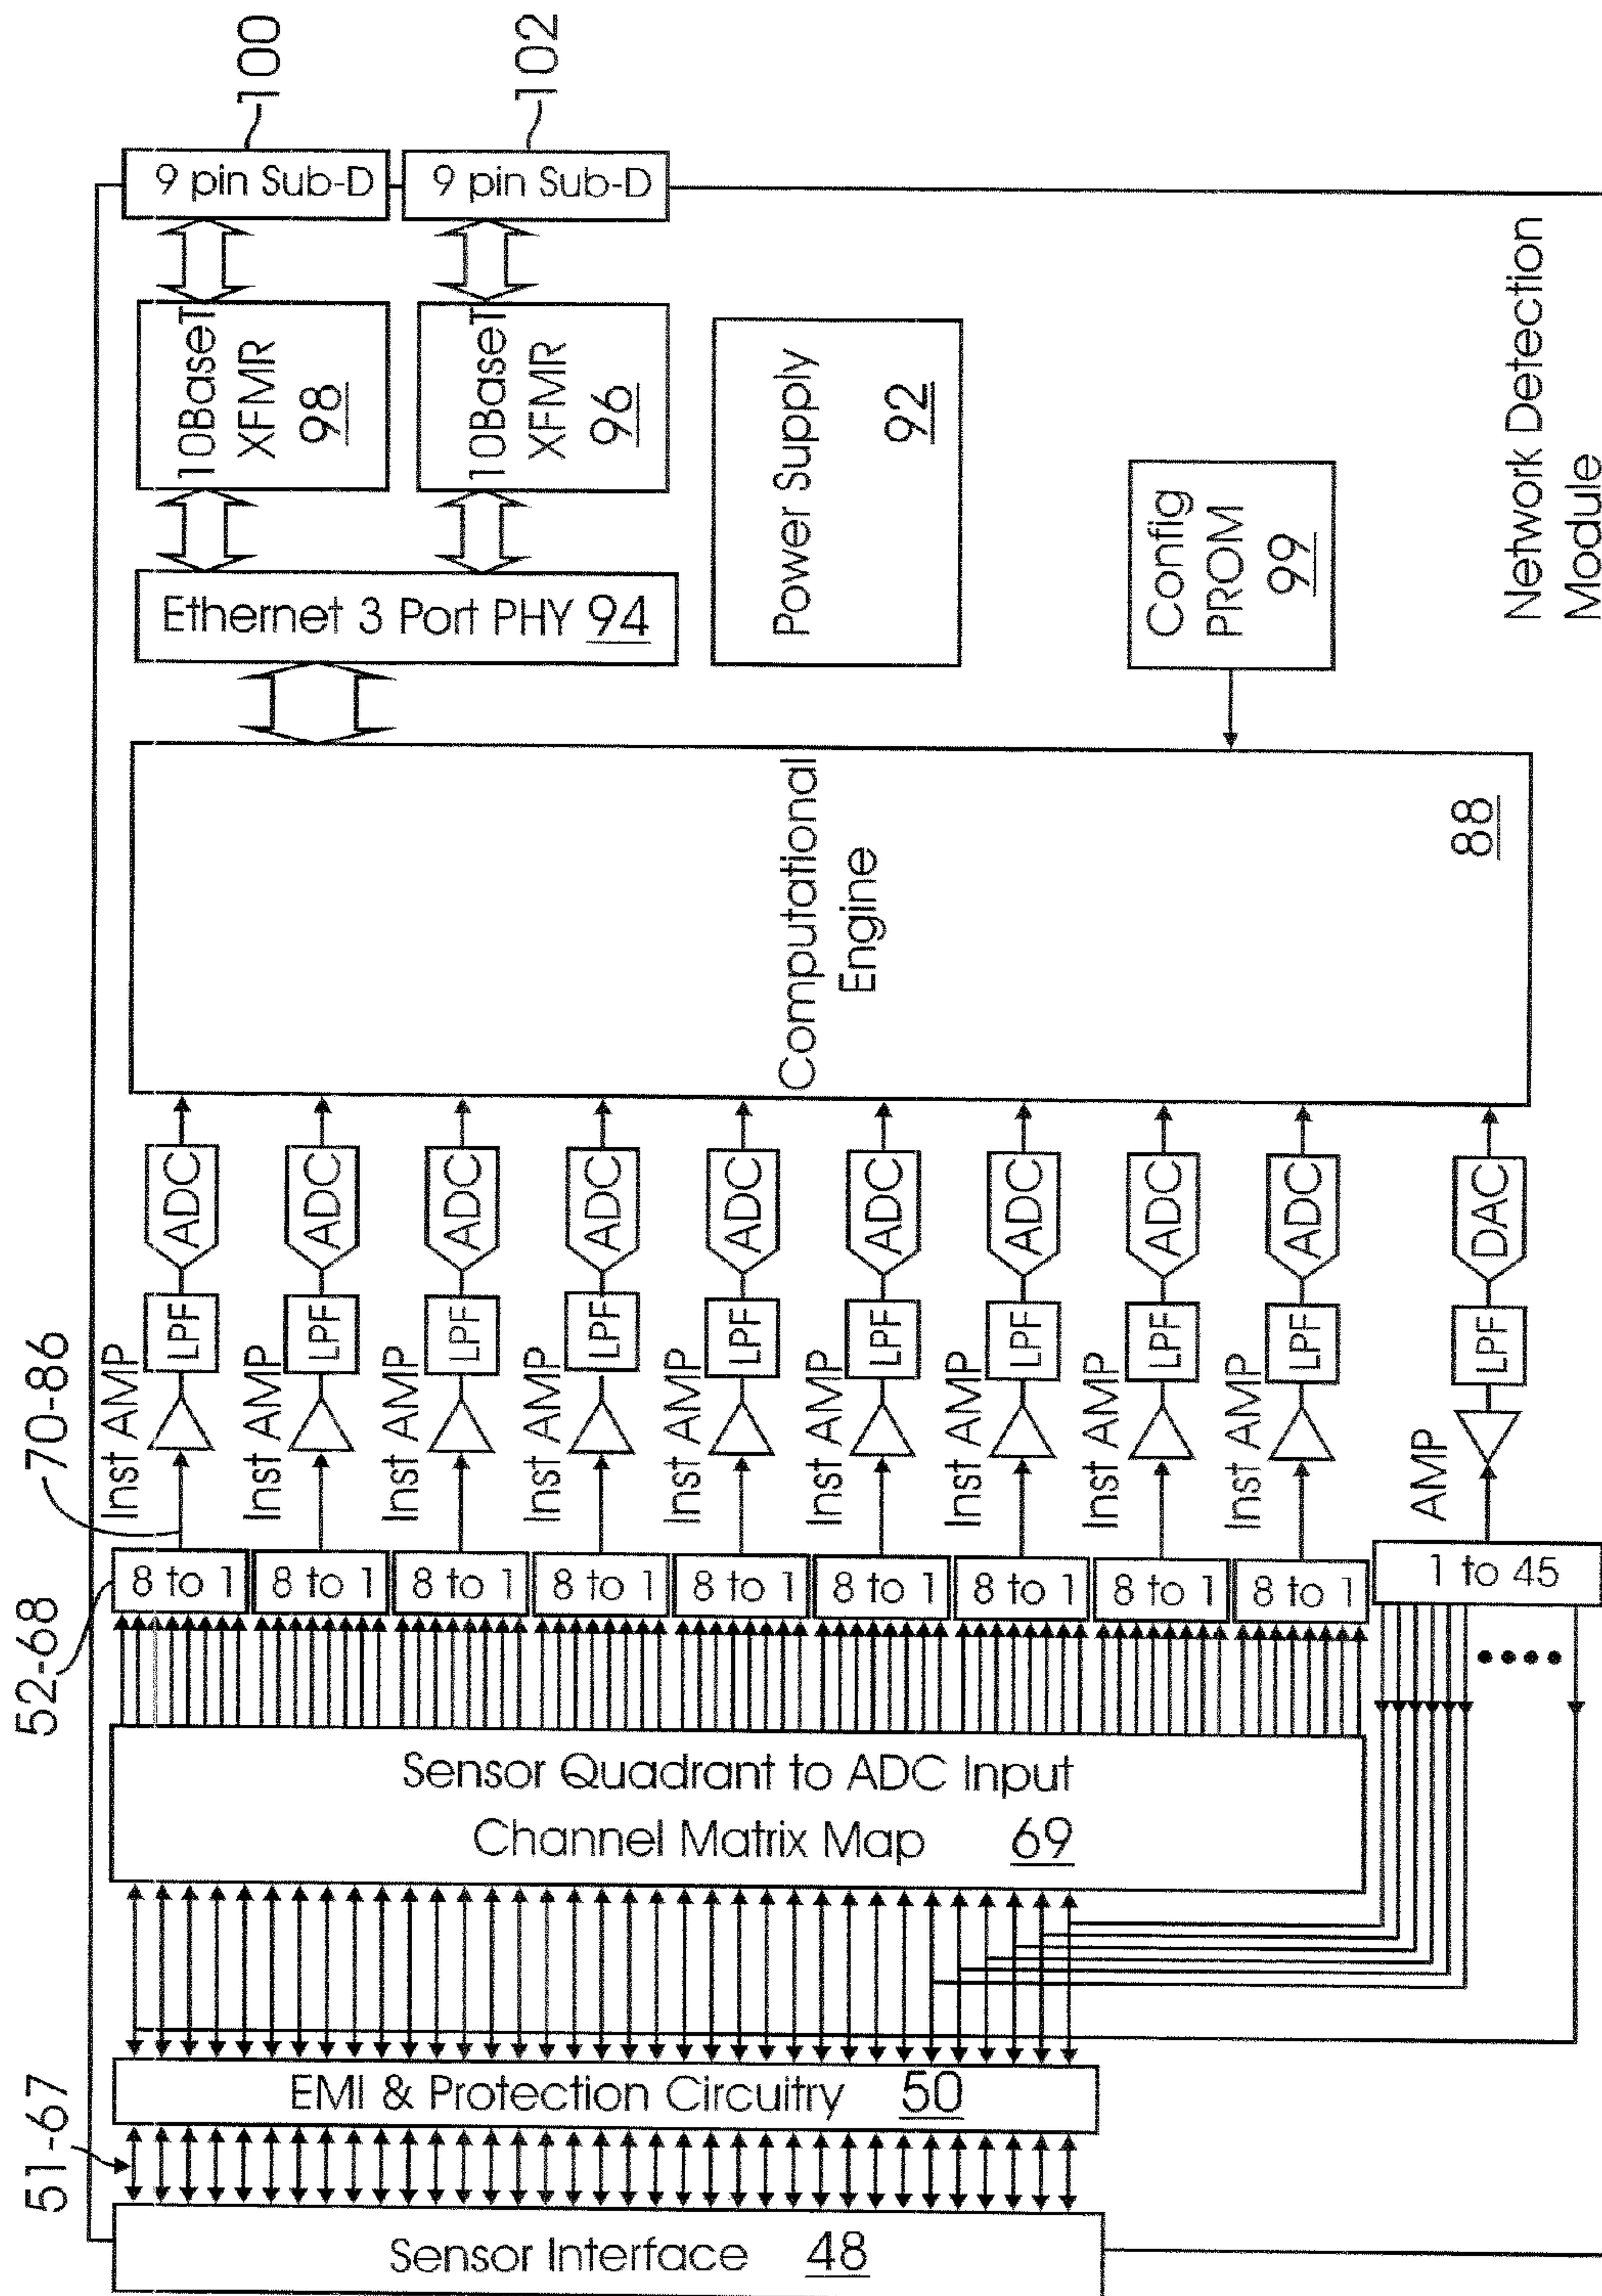 51-67
52-68
70-86
100
102
Sensor Interface 48
EMI & Protection Circuitry 50
Sensor Quadrant to ADC Input
Channel Matrix Map 69
8 to 1
8 to 1
8 to 1
8 to 1
8 to 1
8 to 1
8 to 1
8 to 1
8 to 1
1 to 45
Inst AMP
Inst AMP
Inst AMP
Inst AMP
Inst AMP
Inst AMP
Inst AMP
Inst AMP
Inst AMP
AMP
LPF
LPF
LPF
LPF
LPF
LPF
LPF
LPF
LPF
LPF
ADC
ADC
ADC
ADC
ADC
ADC
ADC
ADC
ADC
DAC
Computational
Engine
88
Ethernet 3 Port PHY 94
10BaseT
XFMR
98
10BaseT
XFMR
96
9 pin Sub-D
9 pin Sub-D
Power Supply
92
Config
PROM
99
Network Detection
Module